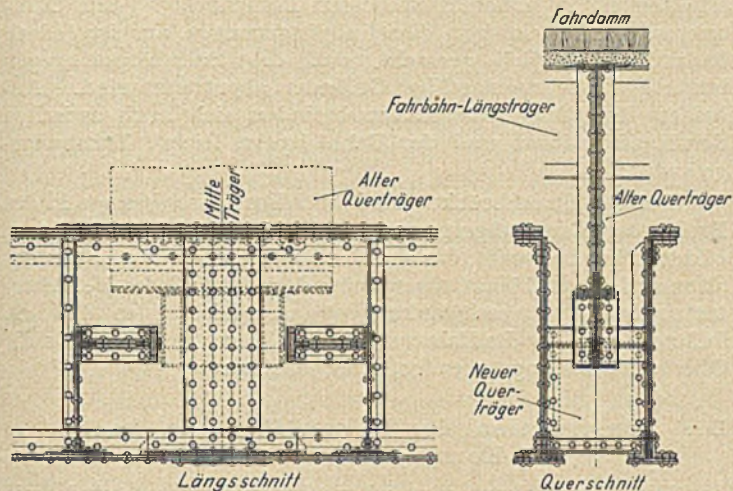 Fahrdamm
Fahrbahn-Längsträger
Alter
Querträger
Mitte
Träger
Alter Querträger
Neuer
Quer-
träger
Längsschnitt
Querschnitt